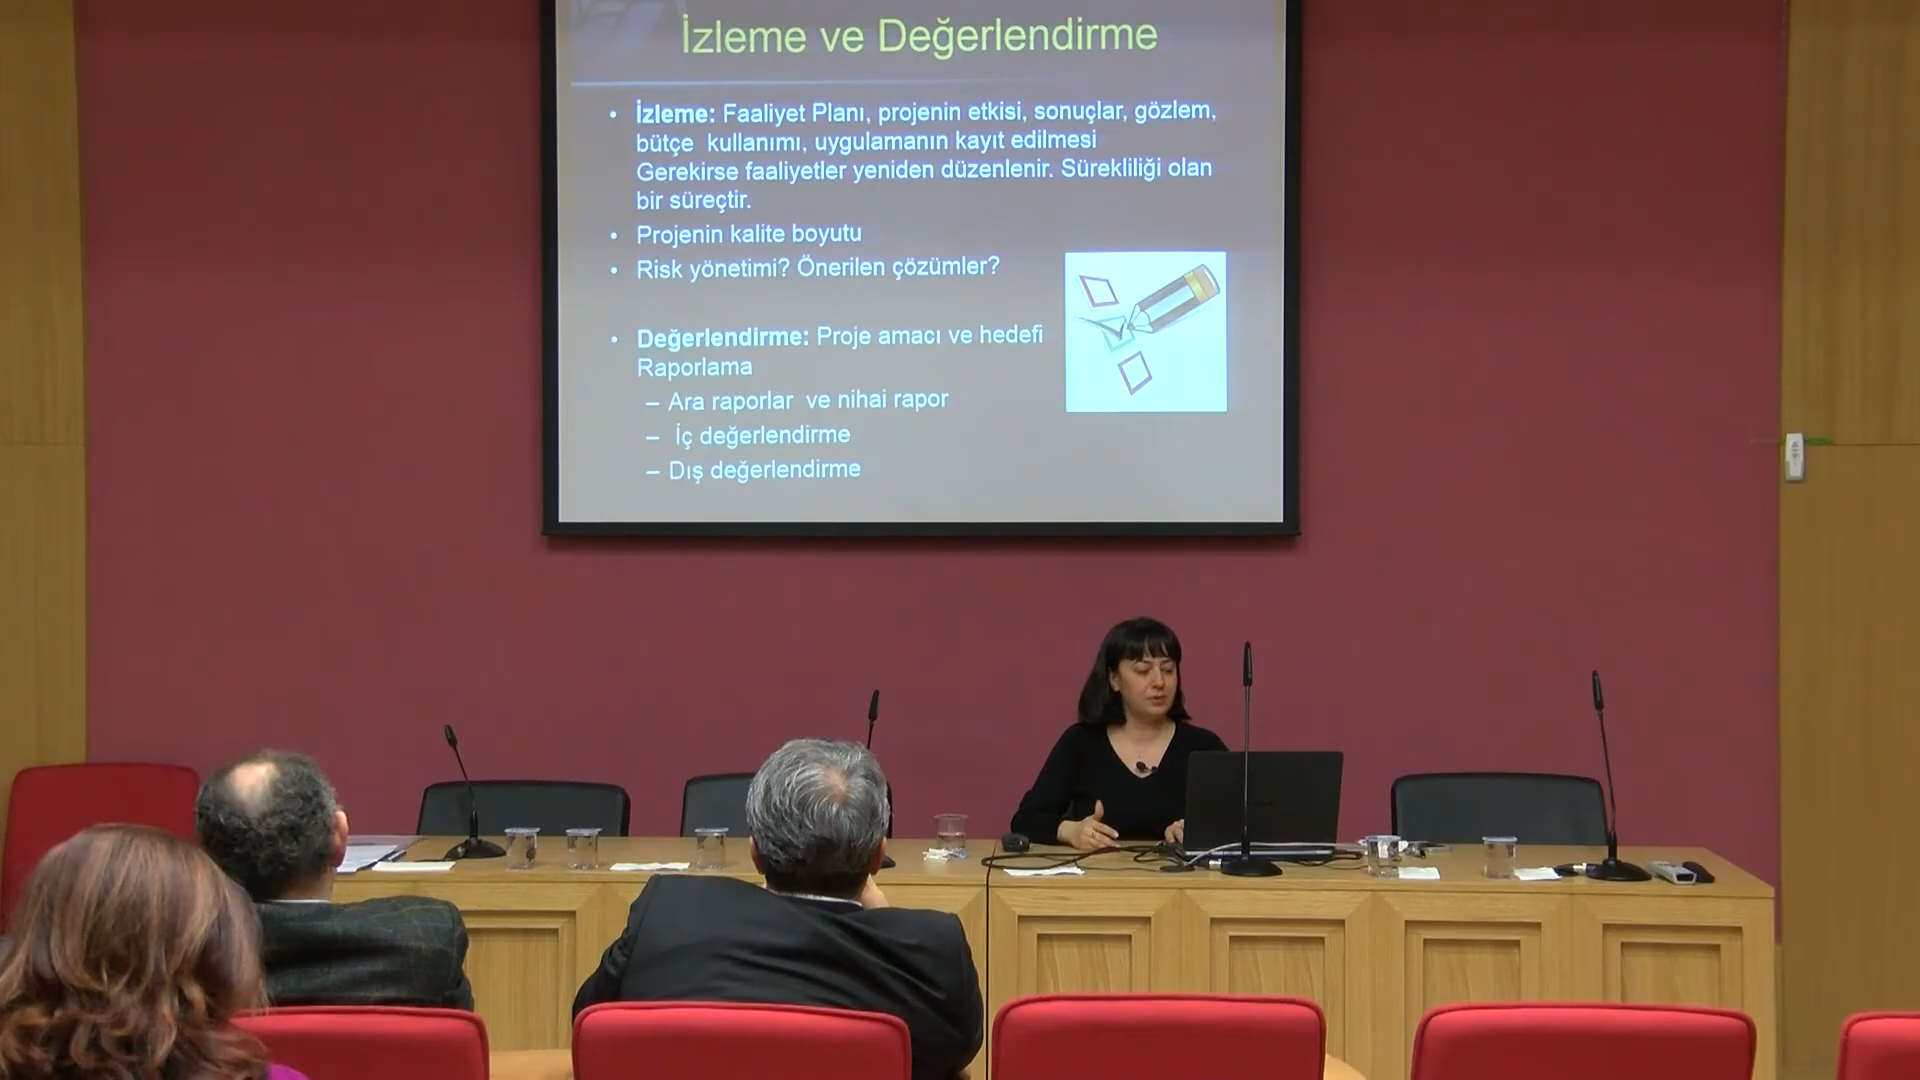 İzleme ve Değerlendirme
• İzleme: Faaliyet Planı, projenin etkisi, sonuçlar, gözlem,
bütçe kullanımı, uygulamanın kayıt edilmesi
Gerekirse faaliyetler yeniden düzenlenir. Sürekliliği olan
bir süreçtir.
• Projenin kalite boyutu
• Risk yönetimi? Önerilen çözümler?
• Değerlendirme: Proje amacı ve hedefi
Raporlama
– Ara raporlar ve nihai rapor
– İç değerlendirme
– Dış değerlendirme